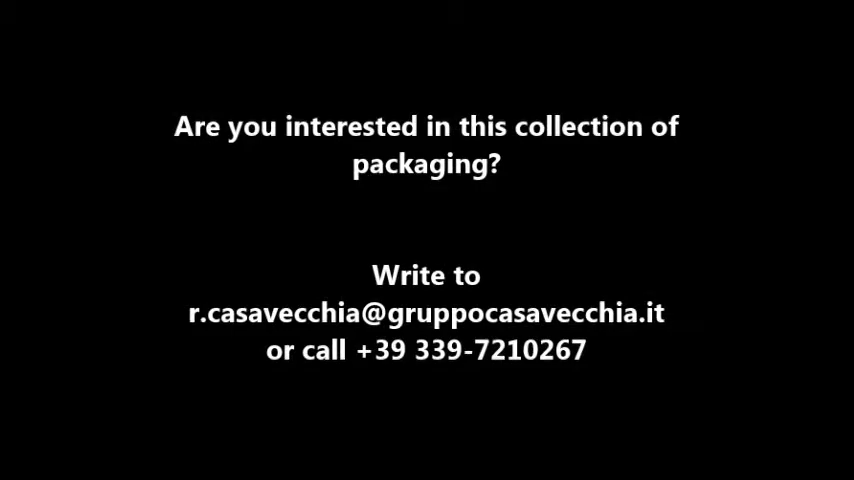 Are you interested in this collection of
packaging?
Write to
r.casavecchia@gruppocasavecchia.it
or call +39 339-7210267